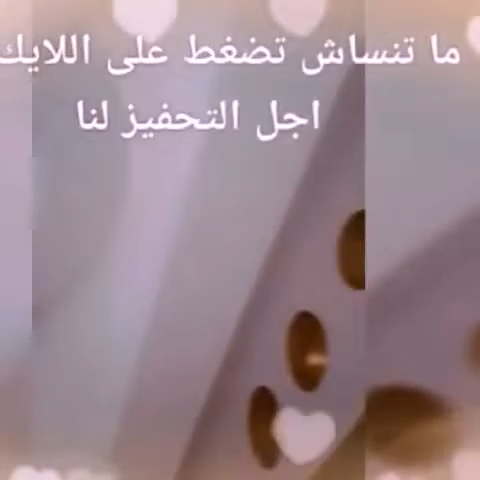 ما تنساش تضغط على اللايك
اجل التحفيز لنا